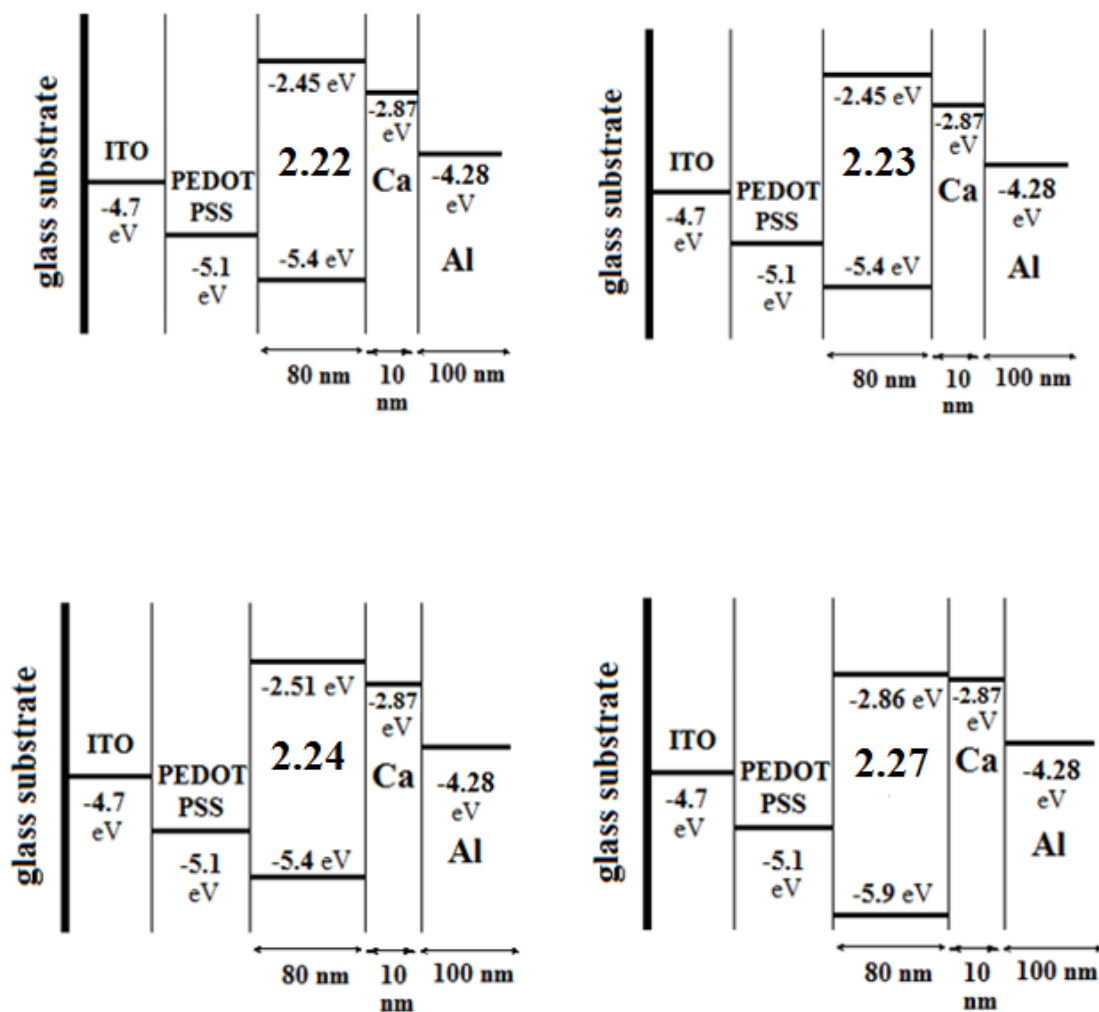 glass substrate
ITO
-4.7
eV
PEDOT
PSS
-5.1
eV
-2.45 eV
2.22
-5.4 eV
-2.87
eV
Ca
-4.28
eV
Al
80 nm
10
nm
100 nm
glass substrate
ITO
-4.7
eV
PEDOT
PSS
-5.1
eV
-2.45 eV
2.23
-5.4 eV
-2.87
eV
Ca
-4.28
eV
Al
80 nm
10
nm
100 nm
glass substrate
ITO
-4.7
eV
PEDOT
PSS
-5.1
eV
-2.51 eV
2.24
-5.4 eV
-2.87
eV
Ca
-4.28
eV
Al
80 nm
10
nm
100 nm
glass substrate
ITO
-4.7
eV
PEDOT
PSS
-5.1
eV
-2.86 eV
2.27
-5.9 eV
-2.87
eV
Ca
-4.28
eV
Al
80 nm
10
nm
100 nm